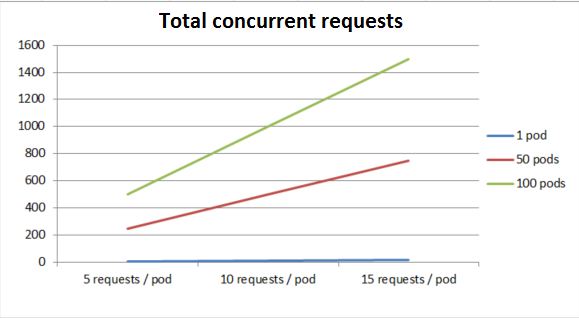 Total concurrent requests
1600
1400
1200
1000
800
600
400
200
0
5 requests / pod 10 requests / pod 15 requests / pod
1 pod
50 pods
100 pods